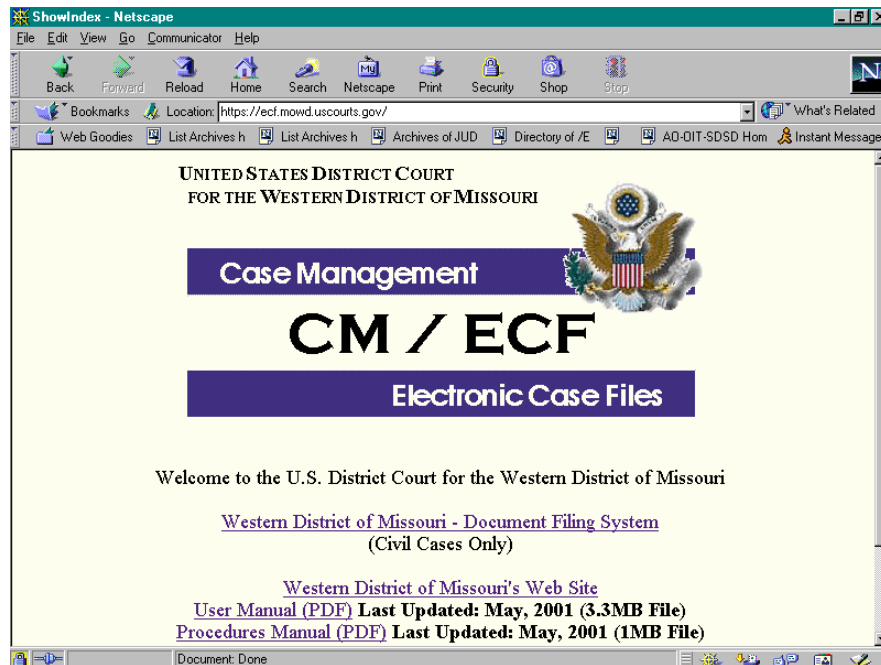 ShowIndex - Netscape
File Edit View Go Communicator Help
Back Forward Reload Home Search Netscape Print Security Shop Stop
My
N
Bookmarks Location: https://ecf.mowd.uscourts.gov/ What's Related
Web Goodies List Archives h List Archives h Archives of JUD Directory of /E AO-OIT-SDSD Hom Instant Message
UNITED STATES DISTRICT COURT
FOR THE WESTERN DISTRICT OF MISSOURI
Case Management
CM / ECF
Electronic Case Files
Welcome to the U.S. District Court for the Western District of Missouri
Western District of Missouri - Document Filing System
(Civil Cases Only)
Western District of Missouri's Web Site
User Manual (PDF) Last Updated: May, 2001 (3.3MB File)
Procedures Manual (PDF) Last Updated: May, 2001 (1MB File)
Document: Done